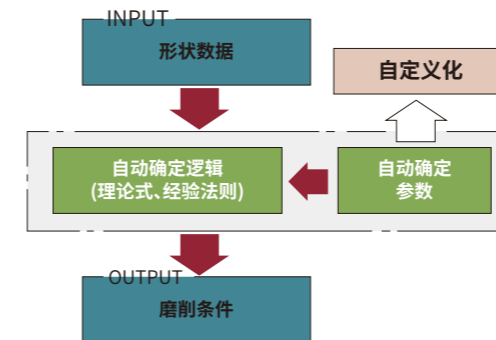 INPUT
形状数据
自定义化
自动确定逻辑
(理论式、经验法则)
自动确定
参数
OUTPUT
磨削条件